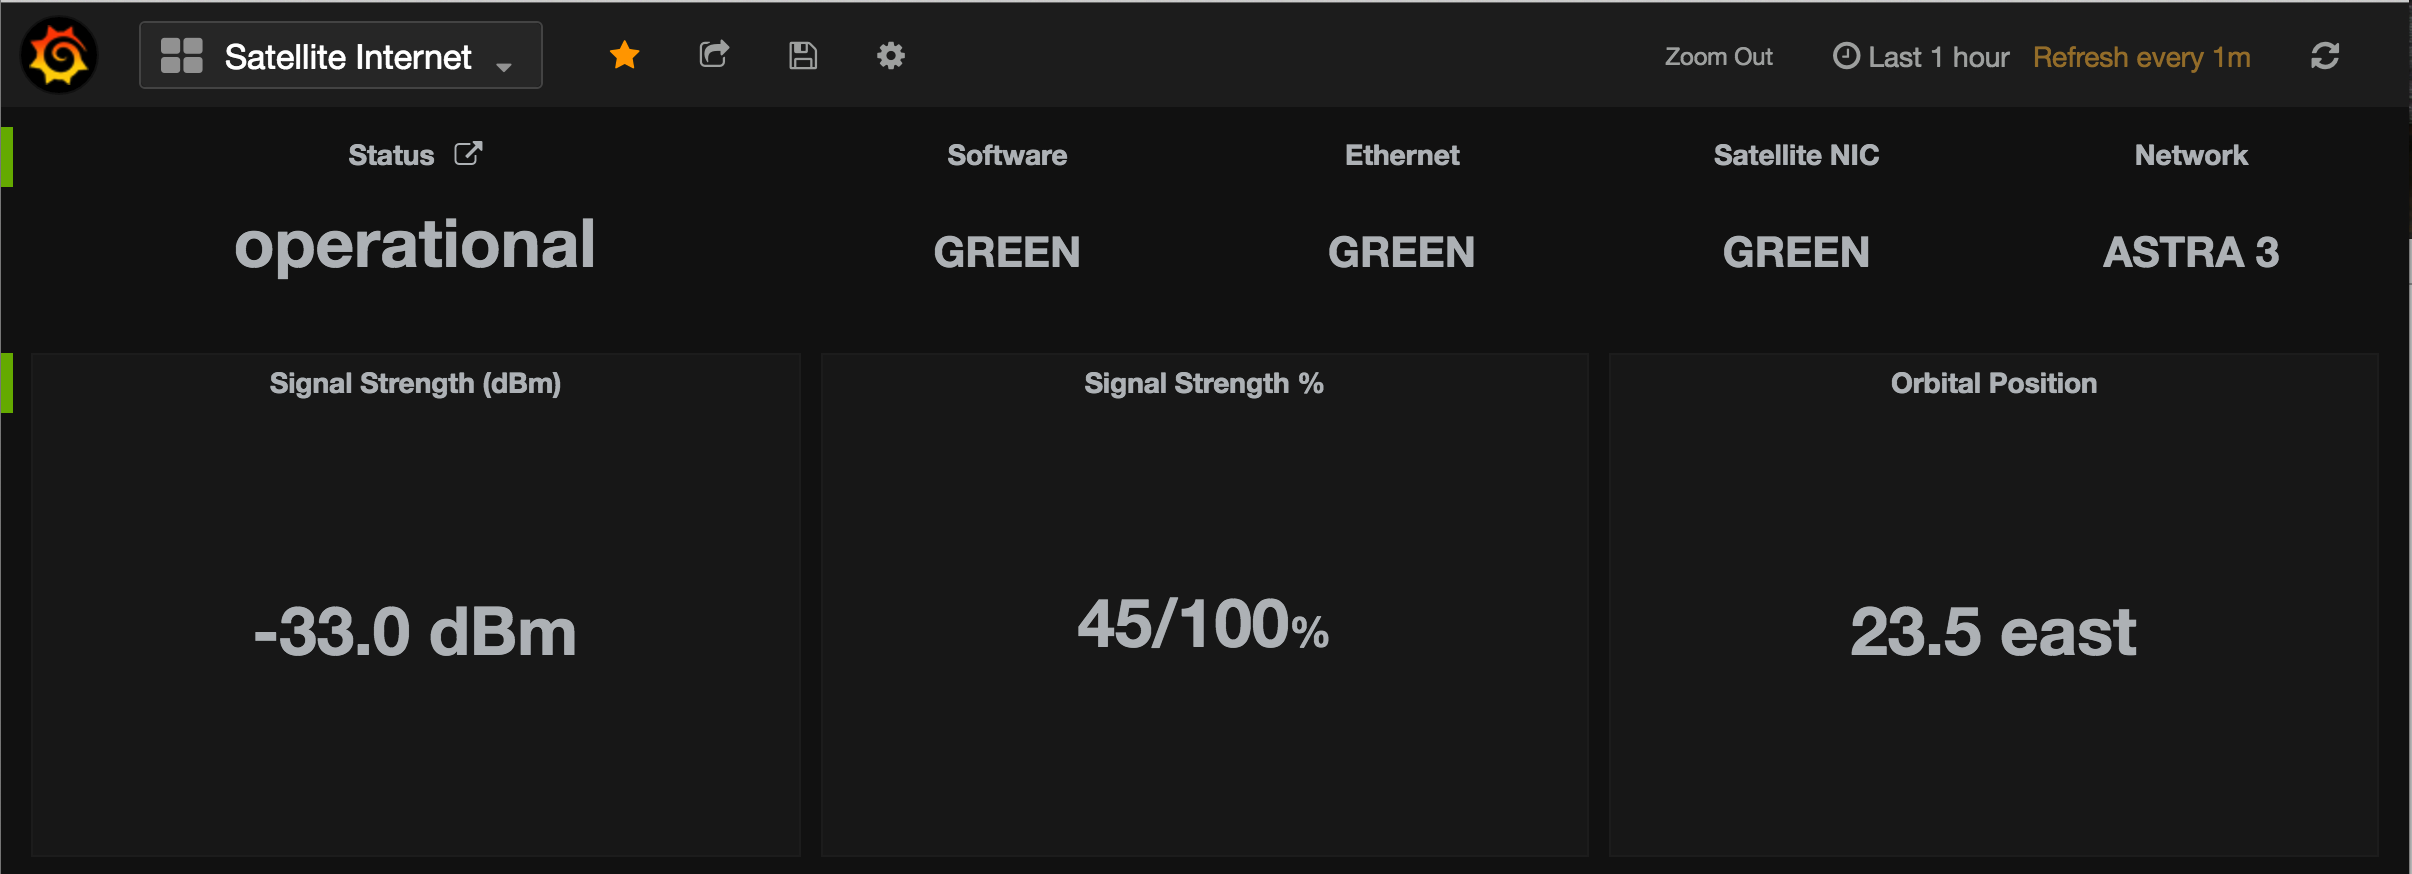 Satellite Internet
Zoom Out
Last 1 hour
Refresh every 1m
Status
Software
Ethernet
Satellite NIC
Network
operational
GREEN
GREEN
GREEN
ASTRA 3
Signal Strength (dBm)
Signal Strength %
Orbital Position
-33.0 dBm
45/100%
23.5 east